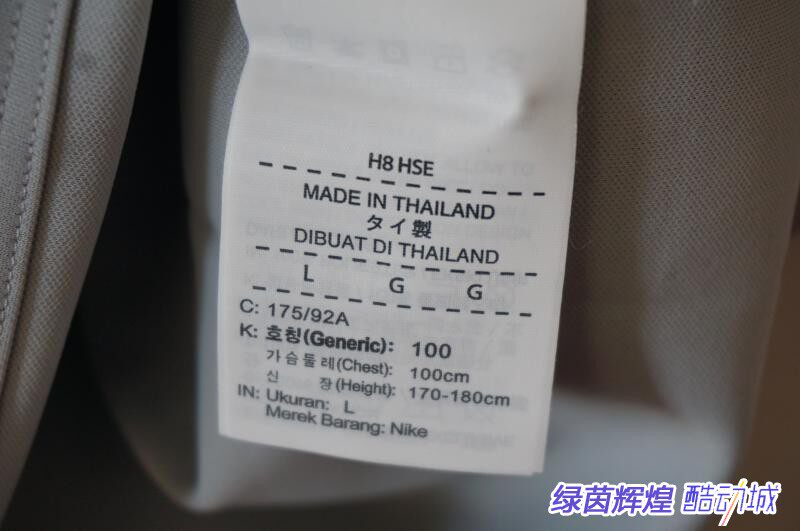 H8 HSE
MADE IN THAILAND
タイ製
DIBUAT DI THAILAND
L G G
C: 175/92A
K: 호칭(Generic): 100
가슴둘레(Chest): 100cm
신 장(Height): 170-180cm
IN: Ukuran: L
Merek Barang: Nike
绿茵辉煌 酷动城